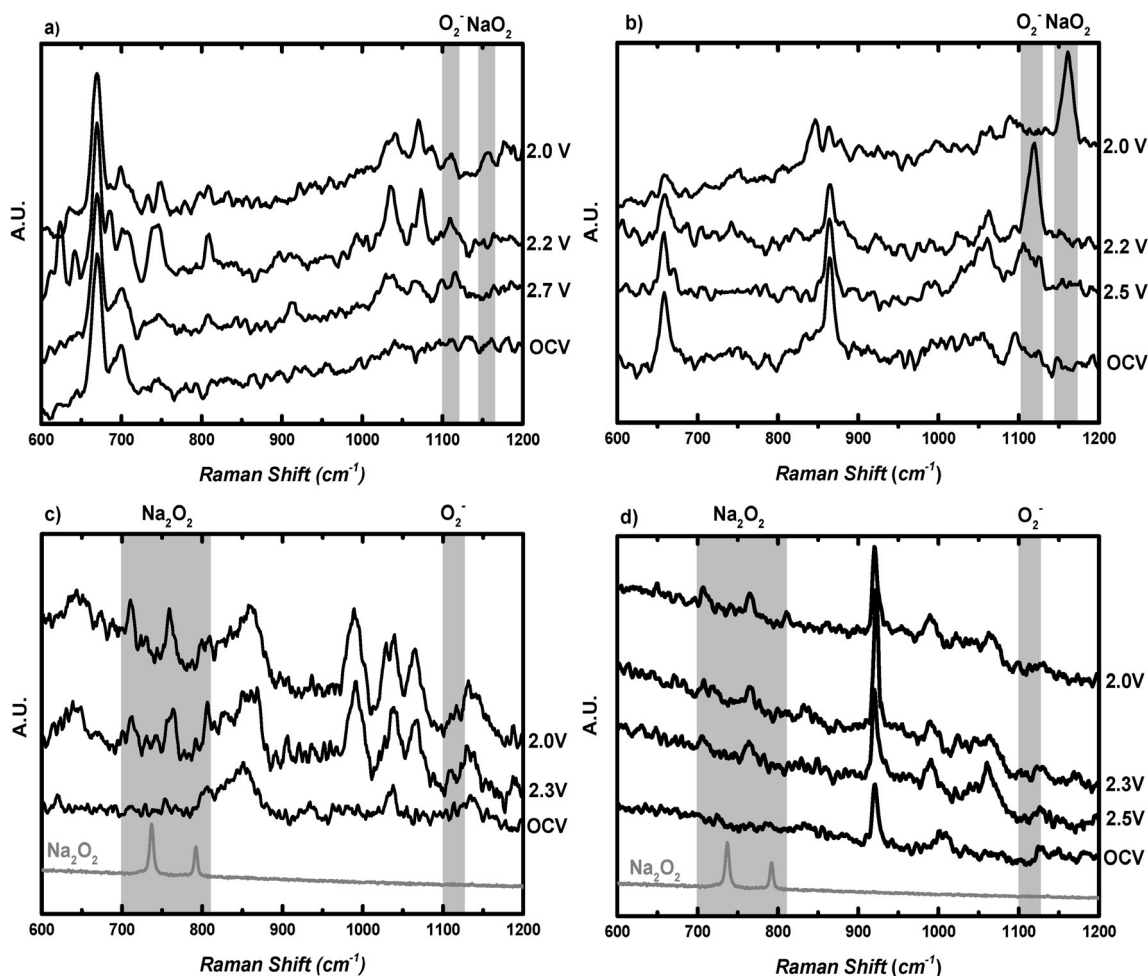 a) O₂⁻ NaO₂
A.U.
2.0 V
2.2 V
2.7 V
OCV
600 700 800 900 1000 1100 1200
Raman Shift (cm⁻¹)
b) O₂⁻ NaO₂
A.U.
2.0 V
2.2 V
2.5 V
OCV
600 700 800 900 1000 1100 1200
Raman Shift (cm⁻¹)
c) Na₂O₂ O₂⁻
A.U.
2.0V
2.3V
OCV
Na₂O₂
600 700 800 900 1000 1100 1200
Raman Shift (cm⁻¹)
d) Na₂O₂ O₂⁻
A.U.
2.0V
2.3V
2.5V
OCV
Na₂O₂
600 700 800 900 1000 1100 1200
Raman Shift (cm⁻¹)